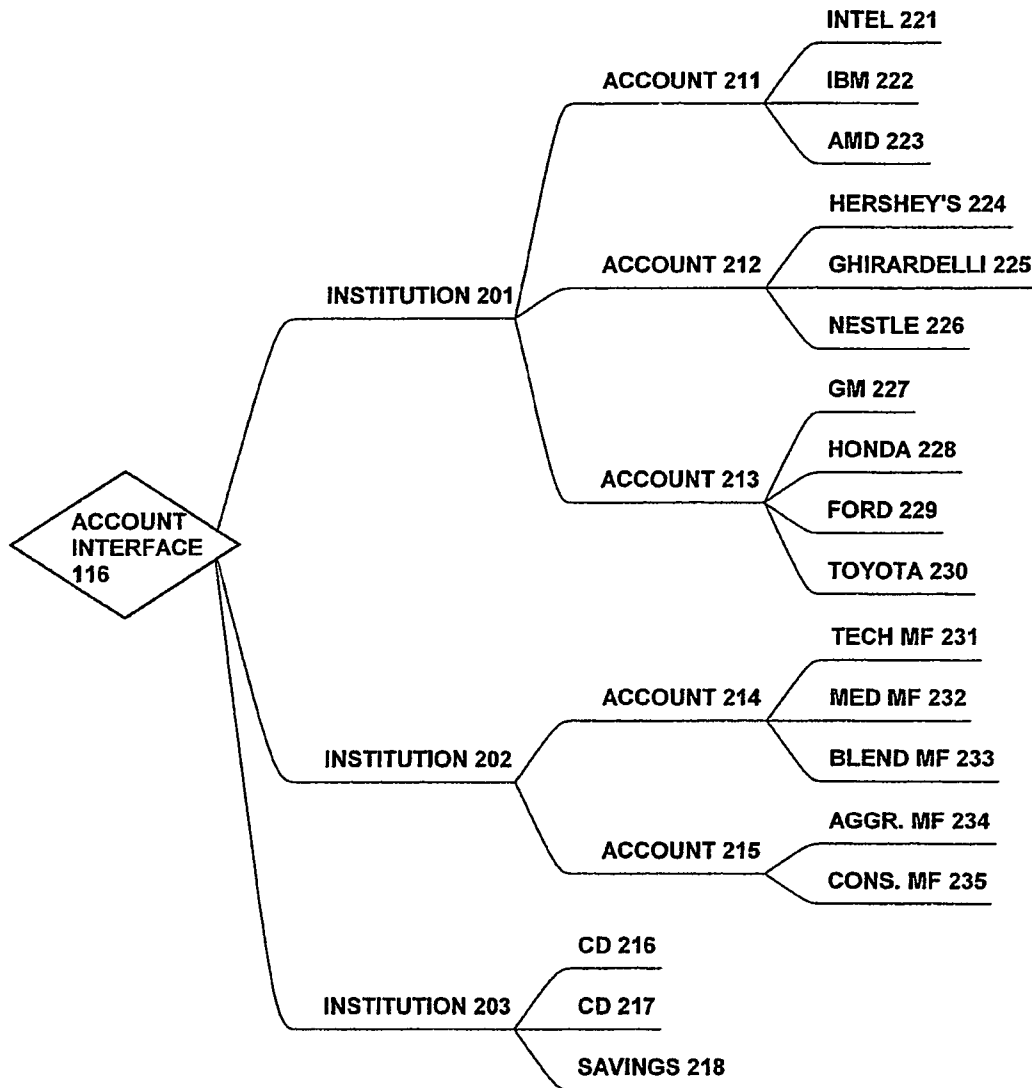 INTEL 221
ACCOUNT 211
IBM 222
AMD 223
HERSHEY'S 224
ACCOUNT 212
GHIRARDELLI 225
INSTITUTION 201
NESTLE 226
GM 227
HONDA 228
ACCOUNT 213
FORD 229
ACCOUNT
INTERFACE
116
TOYOTA 230
TECH MF 231
ACCOUNT 214
MED MF 232
INSTITUTION 202
BLEND MF 233
AGGR. MF 234
ACCOUNT 215
CONS. MF 235
CD 216
INSTITUTION 203
CD 217
SAVINGS 218